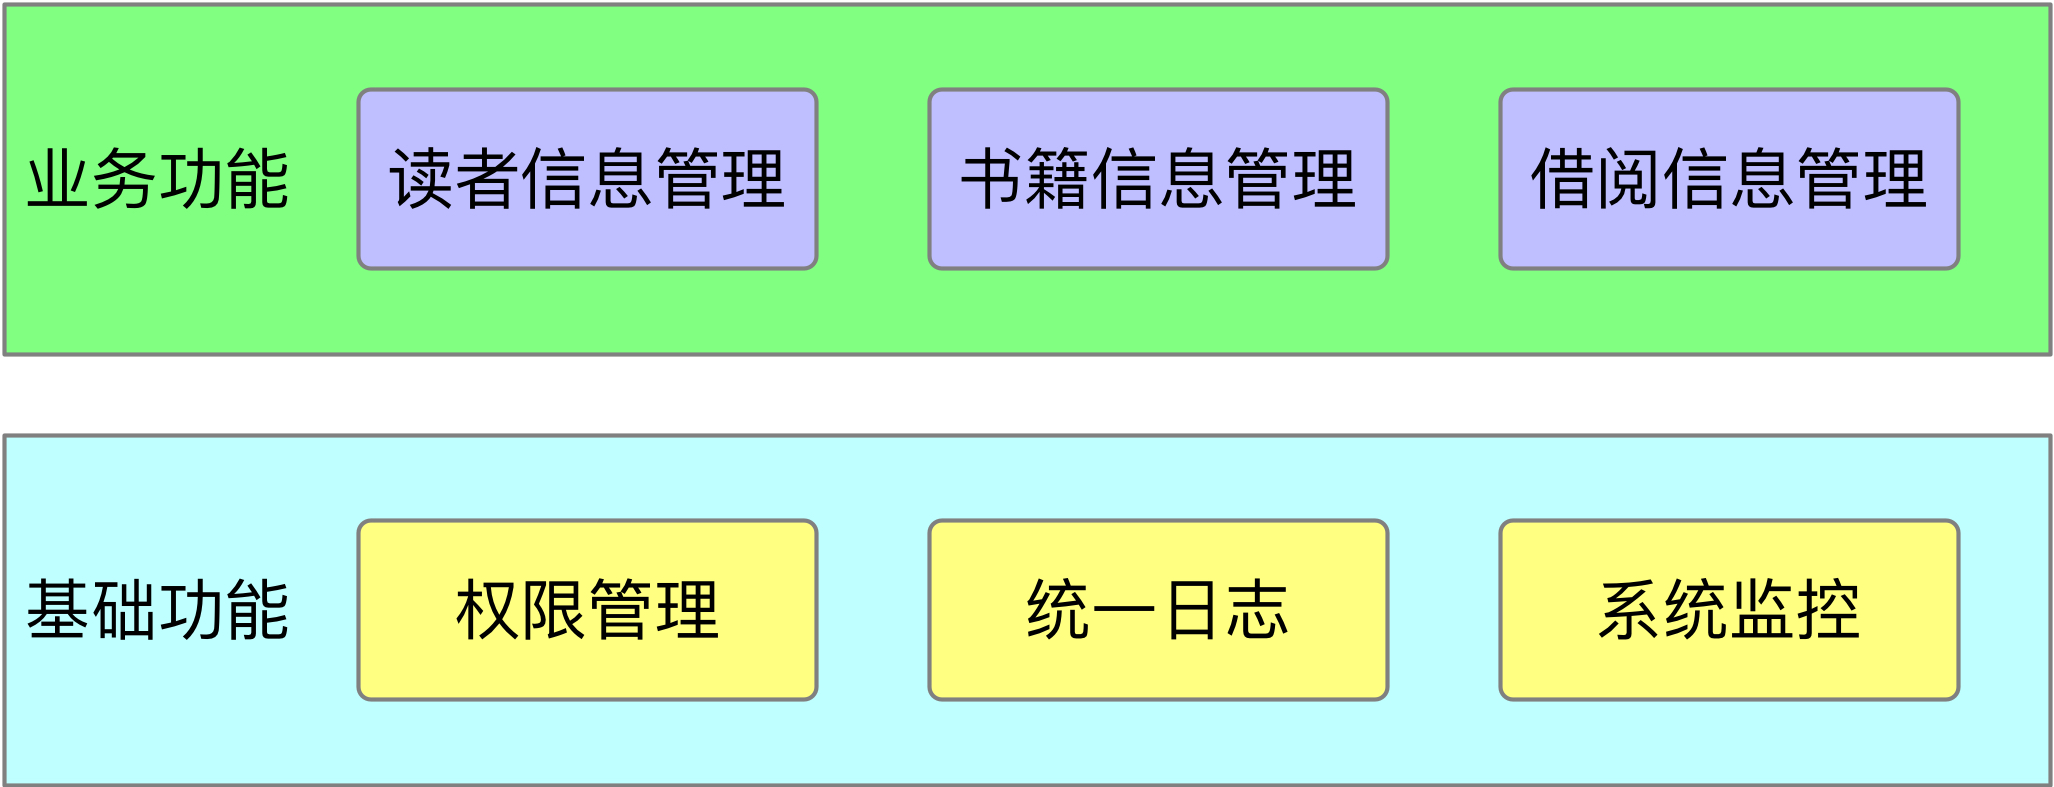 业务功能
读者信息管理
书籍信息管理
借阅信息管理
基础功能
权限管理
统一日志
系统监控